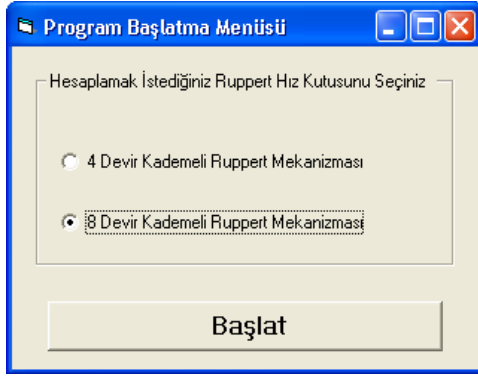 Program Başlatma Menüsü
Hesaplamak İstediğiniz Ruppert Hız Kutusunu Seçiniz
4 Devir Kademeli Ruppert Mekanizması
8 Devir Kademeli Ruppert Mekanizması
Başlat